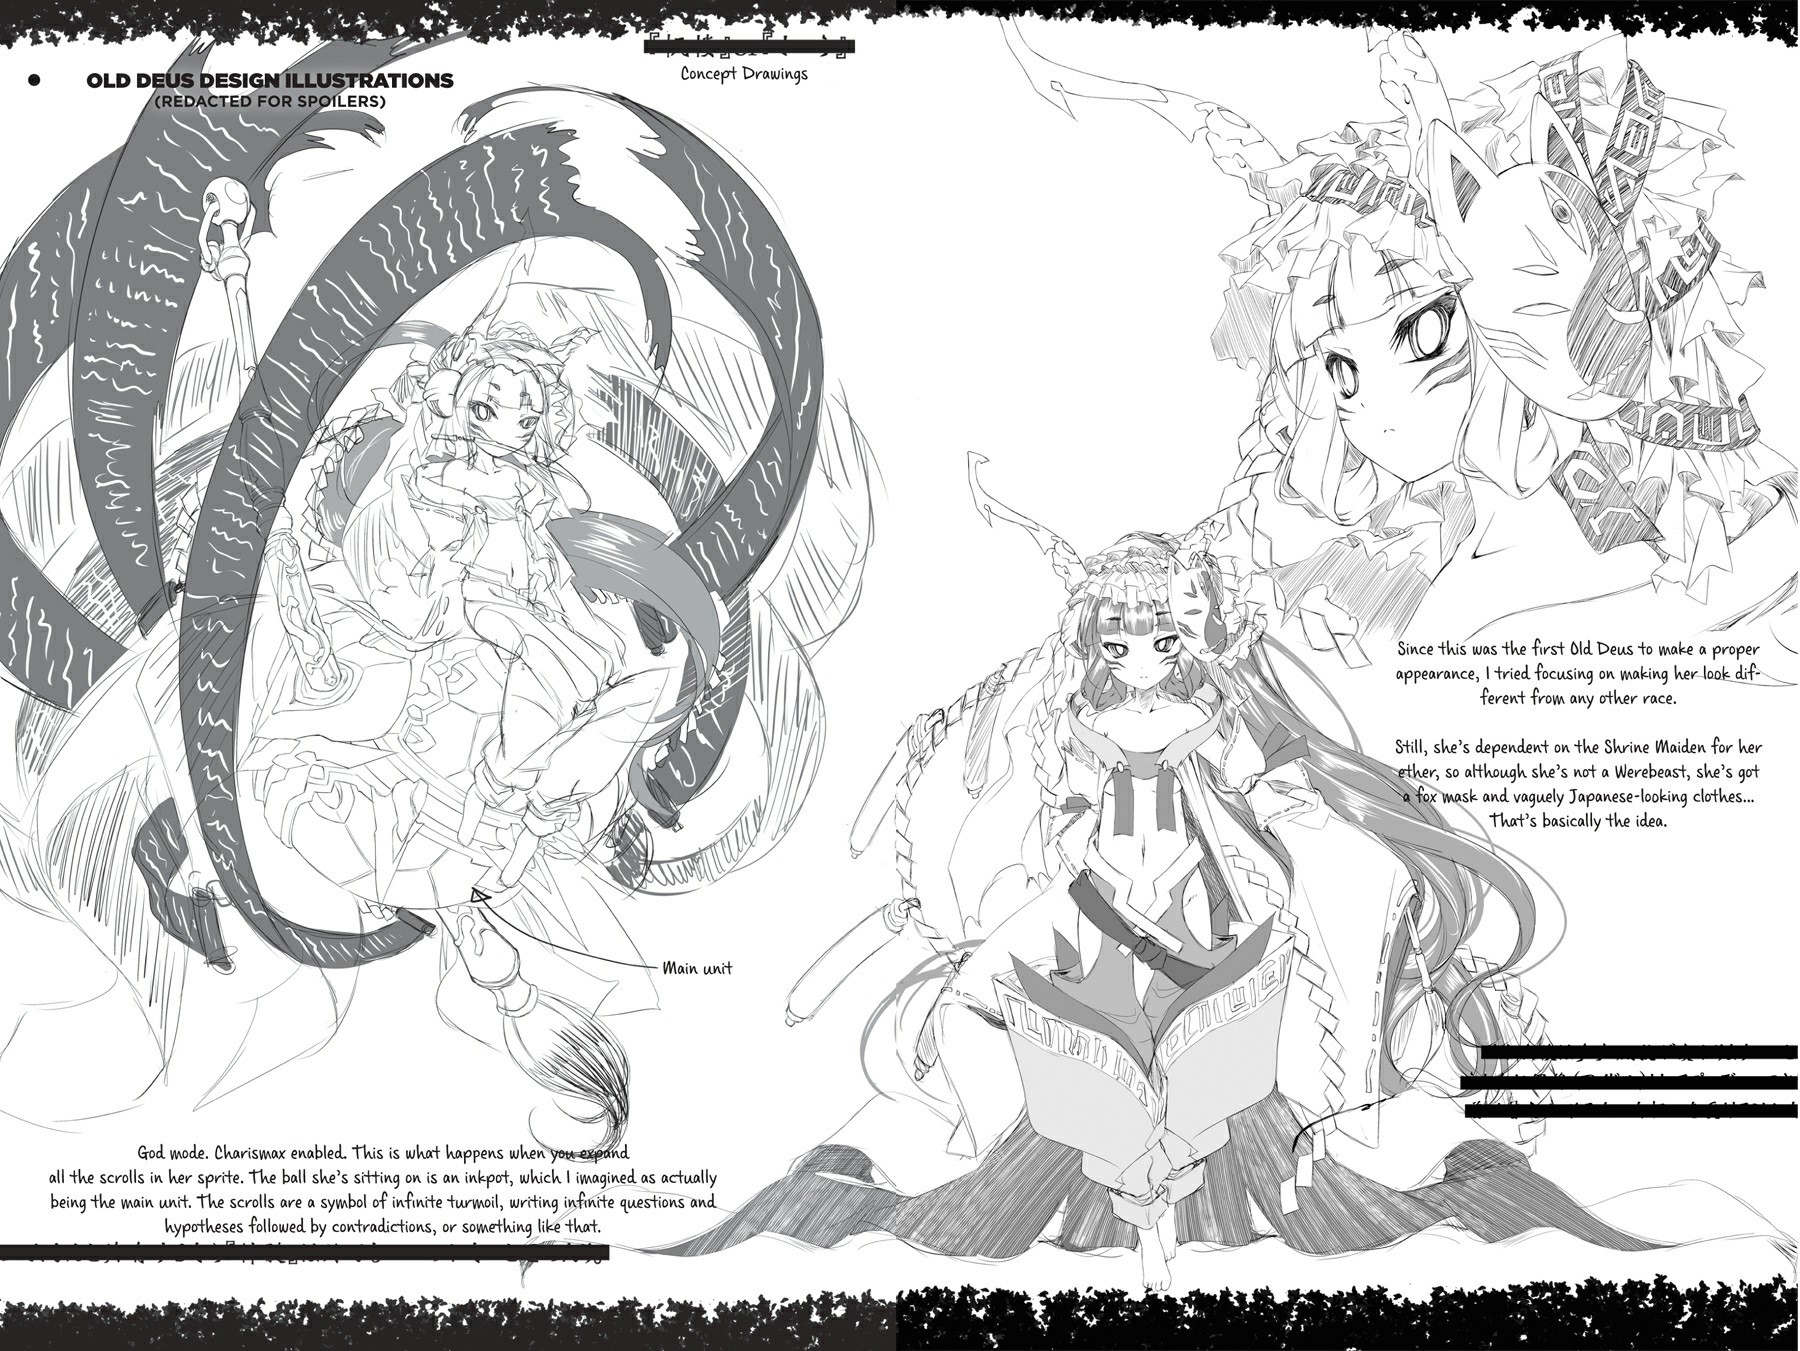 OLD DEUS DESIGN ILLUSTRATIONS
(REDACTED FOR SPOILERS)
Concept Drawings
Since this was the first Old Deus to make a proper
appearance, I tried focusing on making her look dif-
ferent from any other race.
Still, she's dependent on the Shrine Maiden for her
ether, so although she's not a Werebeast, she's got
a fox mask and vaguely Japanese-looking clothes...
That's basically the idea.
Main unit
God mode. Charismax enabled. This is what happens when you expand
all the scrolls in her sprite. The ball she's sitting on is an inkpot, which I imagined as actually
being the main unit. The scrolls are a symbol of infinite turmoil, writing infinite questions and
hypotheses followed by contradictions, or something like that.